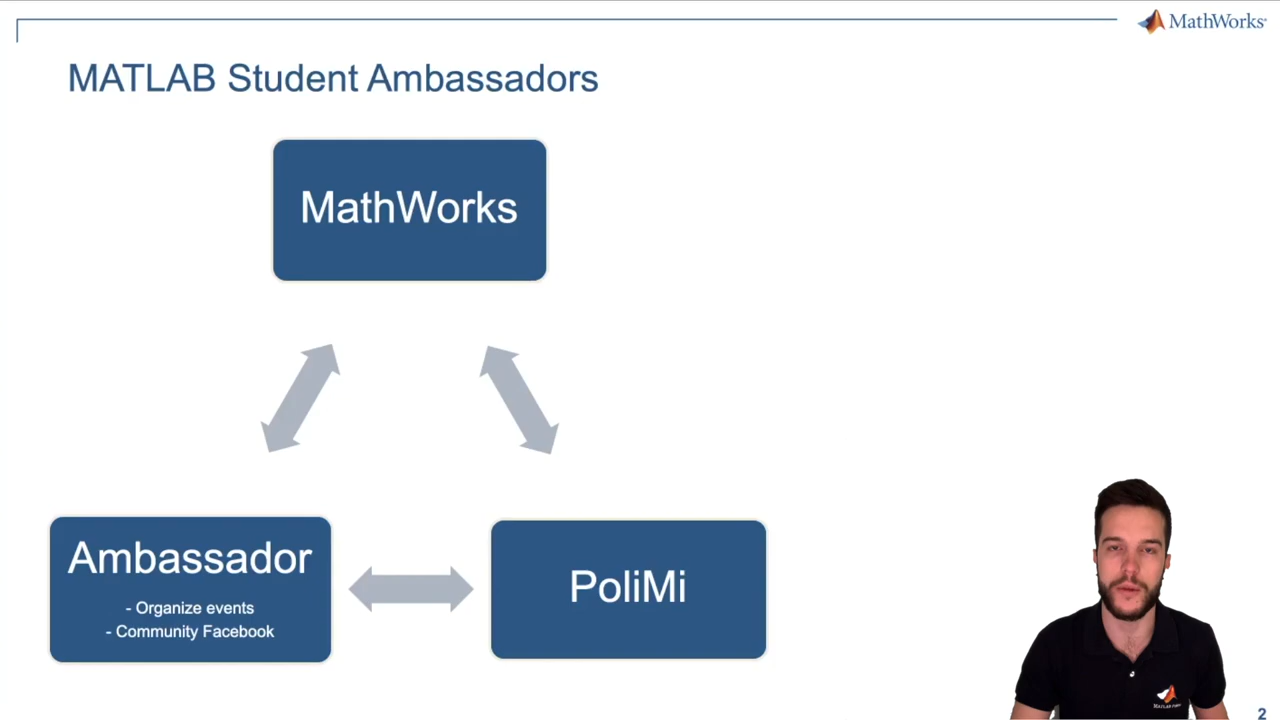 MathWorks
MATLAB Student Ambassadors
MathWorks
Ambassador
- Organize events
- Community Facebook
PoliMi
2